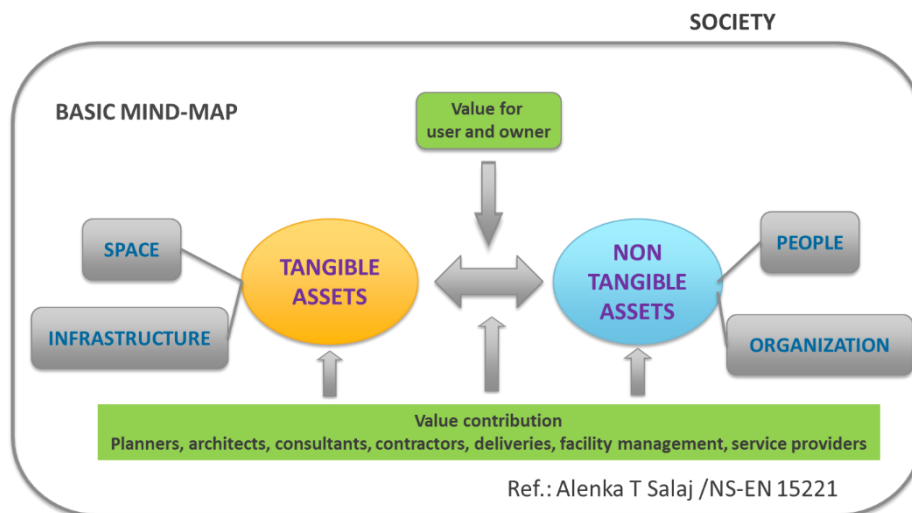 SOCIETY
BASIC MIND-MAP
Value for
user and owner
SPACE
INFRASTRUCTURE
TANGIBLE
ASSETS
NON
TANGIBLE
ASSETS
PEOPLE
ORGANIZATION
Value contribution
Planners, architects, consultants, contractors, deliveries, facility management, service providers
Ref.: Alenka T Salaj /NS-EN 15221